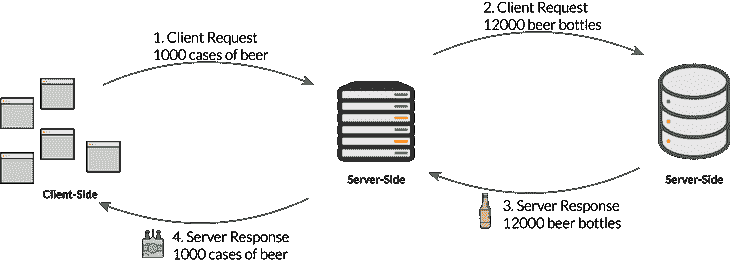 1. Client Request
1000 cases of beer
2. Client Request
12000 beer bottles
Client-Side
Server-Side
Server-Side
3. Server Response
12000 beer bottles
4. Server Response
1000 cases of beer